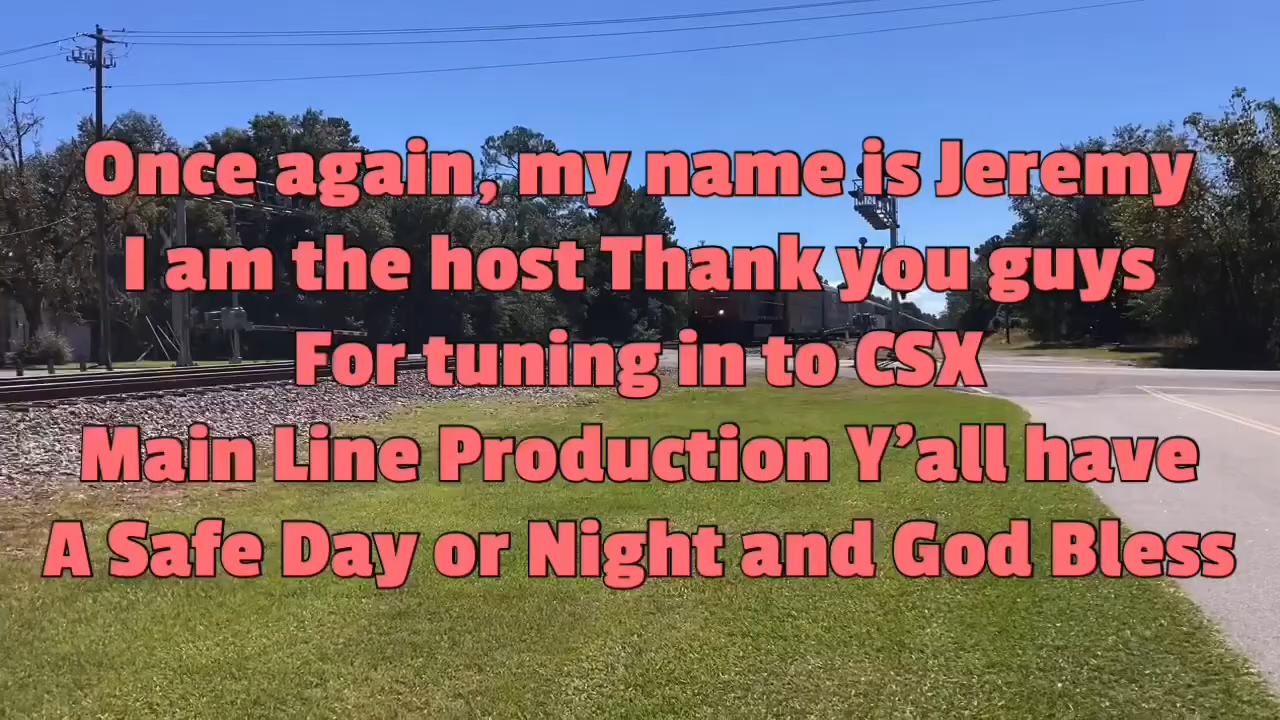 Once again, my name is Jeremy
I am the host Thank you guys
For tuning in to CSX
Main Line Production Y’all have
A Safe Day or Night and God Bless